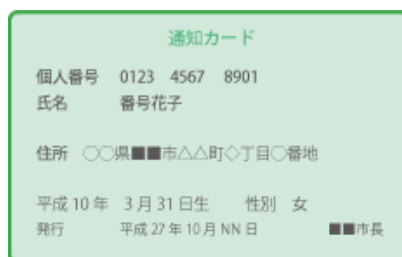 通知カード
個人番号 0123 4567 8901
氏名 番号花子
住所 ○○県■■市△△町◇丁目○番地
平成10年 3月31日生 性別 女
発行 平成27年10月NN日 ■■市長